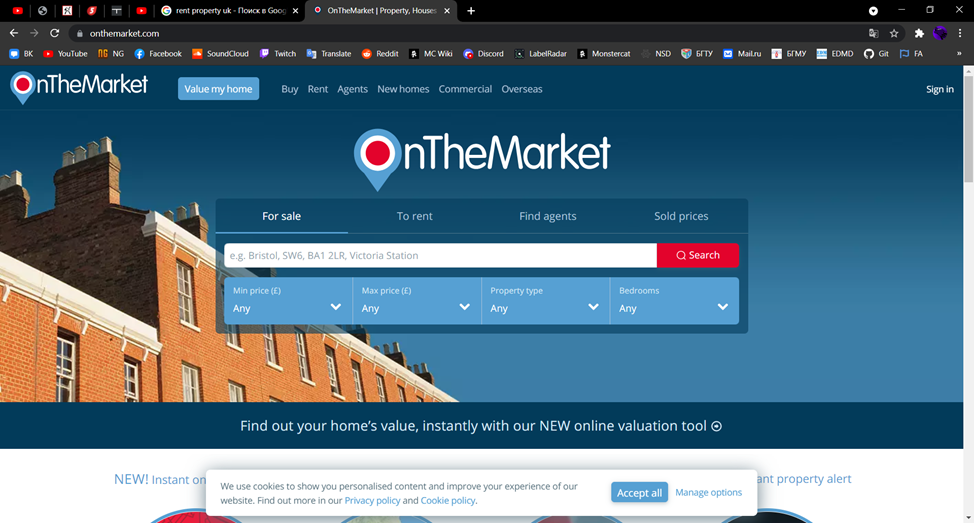 rent property uk - Поиск в Goog
OnTheMarket | Property, Houses
onthemarket.com
ВК
YouTube
NG
Facebook
SoundCloud
Twitch
Translate
Reddit
MC Wiki
Discord
LabelRadar
Monstercat
NSD
БГТУ
Mail.ru
БГМУ
EDMD
Git
FA
»
OnTheMarket
Value my home
Buy
Rent
Agents
New homes
Commercial
Overseas
Sign in
OnTheMarket
For sale
To rent
Find agents
Sold prices
e.g. Bristol, SW6, BA1 2LR, Victoria Station
Search
Min price (£)
Any
Max price (£)
Any
Property type
Any
Bedrooms
Any
Find out your home's value, instantly with our NEW online valuation tool
NEW! Instant on
ant property alert
We use cookies to show you personalised content and improve your experience of our
website. Find out more in our Privacy policy and Cookie policy.
Accept all
Manage options